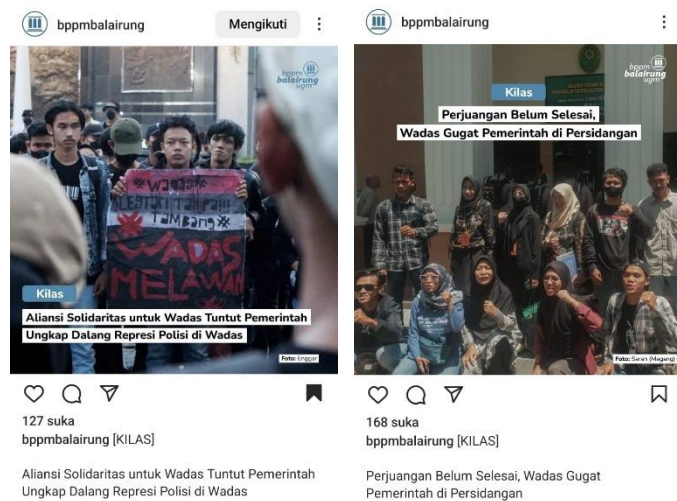 bppmbalairung
Mengikuti
bppm
balairung
ugm
*WADAS*
LESTARI TANPA!!!
TAMBANG*
WADAS
MELAWAN
Kilas
Aliansi Solidaritas untuk Wadas Tuntut Pemerintah
Ungkap Dalang Represi Polisi di Wadas
Foto: Enggar
127 suka
bppmbalairung [KILAS]
Aliansi Solidaritas untuk Wadas Tuntut Pemerintah
Ungkap Dalang Represi Polisi di Wadas
bppmbalairung
bppm
balairung
ugm
Kilas
Perjuangan Belum Selesai,
Wadas Gugat Pemerintah di Persidangan
Foto: Sarah (Magang)
168 suka
bppmbalairung [KILAS]
Perjuangan Belum Selesai, Wadas Gugat
Pemerintah di Persidangan